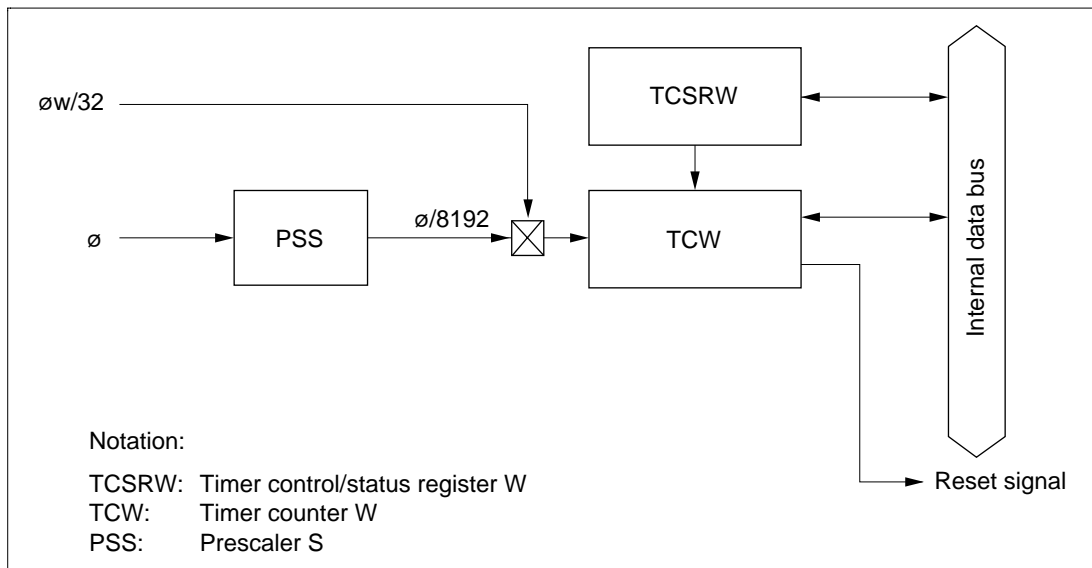 øw/32
TCSRW
ø
PSS
ø/8192
TCW
Internal data bus
Reset signal
Notation:
TCSRW: Timer control/status register W
TCW: Timer counter W
PSS: Prescaler S